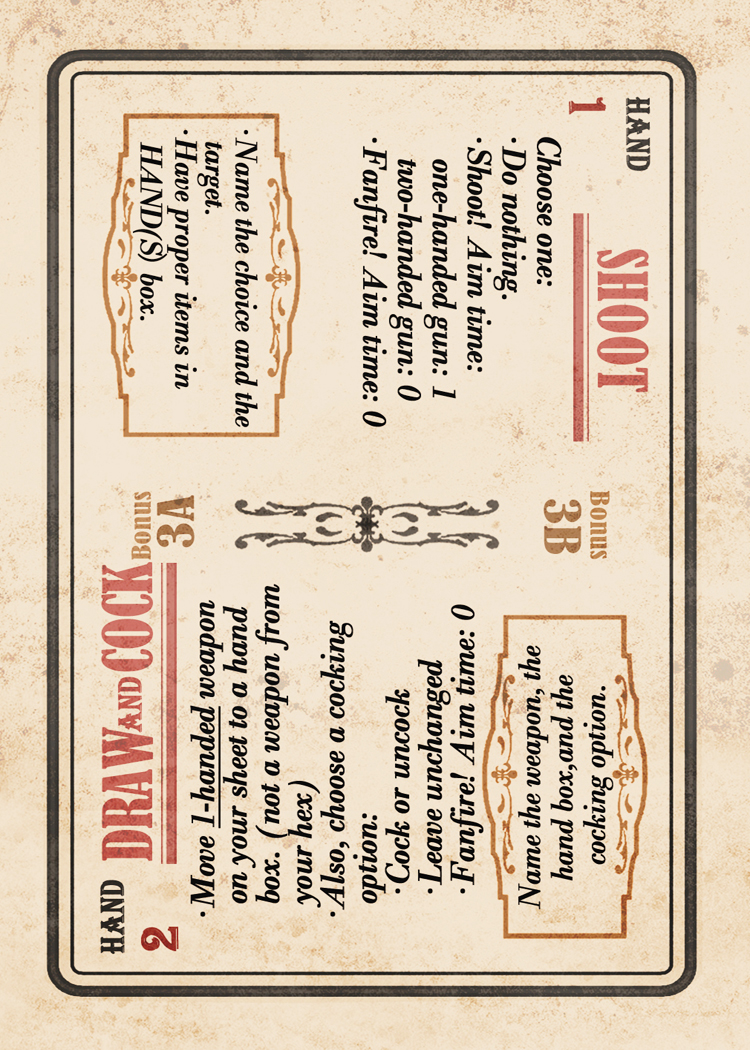 HAND
1
SHOOT
Choose one:
·Do nothing.
·Shoot! Aim time:
one-handed gun: 1
two-handed gun: 0
·Fanfire! Aim time: 0
·Name the choice and the
target.
·Have proper items in
HAND(S) box.
Bonus
3A
Bonus
3B
HAND
2
DRAW AND COCK
·Move 1-handed weapon
on your sheet to a hand
box. (not a weapon from
your hex)
·Also, choose a cocking
option:
·Cock or uncock
·Leave unchanged
·Fanfire! Aim time: 0
Name the weapon, the
hand box,and the
cocking option.